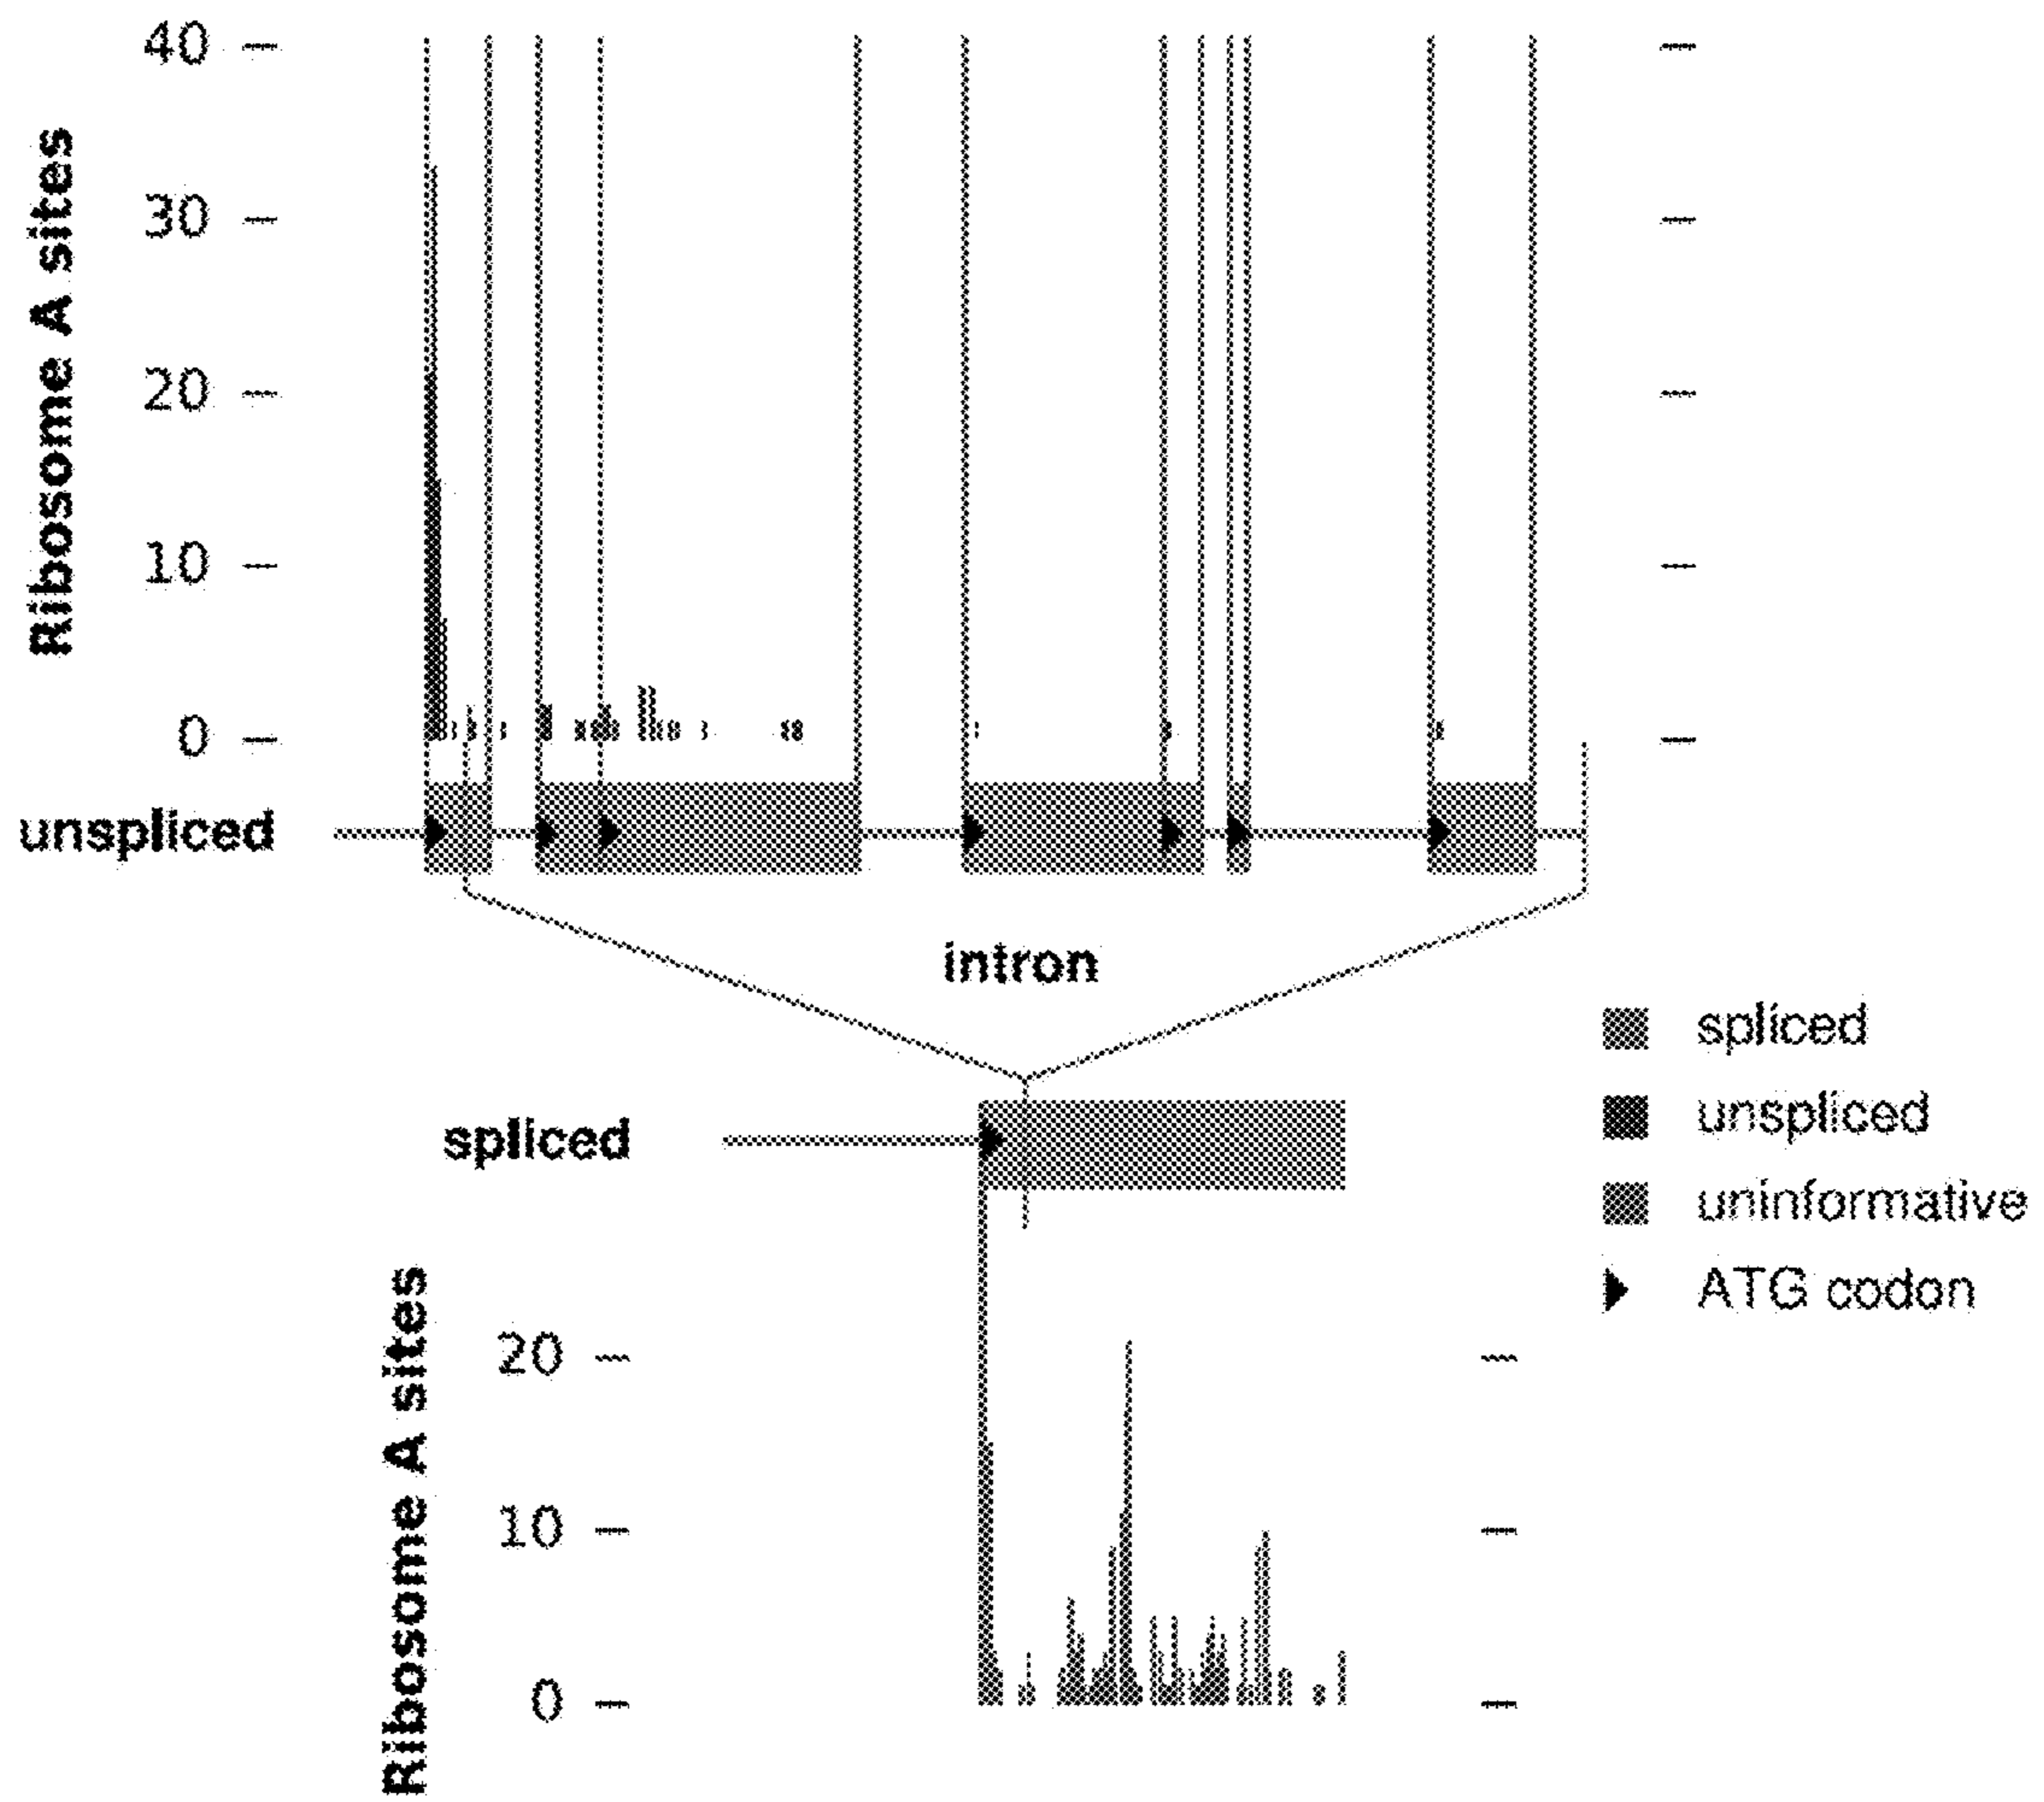 40
30
20
10
0
Ribosome A sites
unspliced
intron
spliced
unspliced
uninformative
ATG codon
spliced
20
10
0
Ribosome A sites